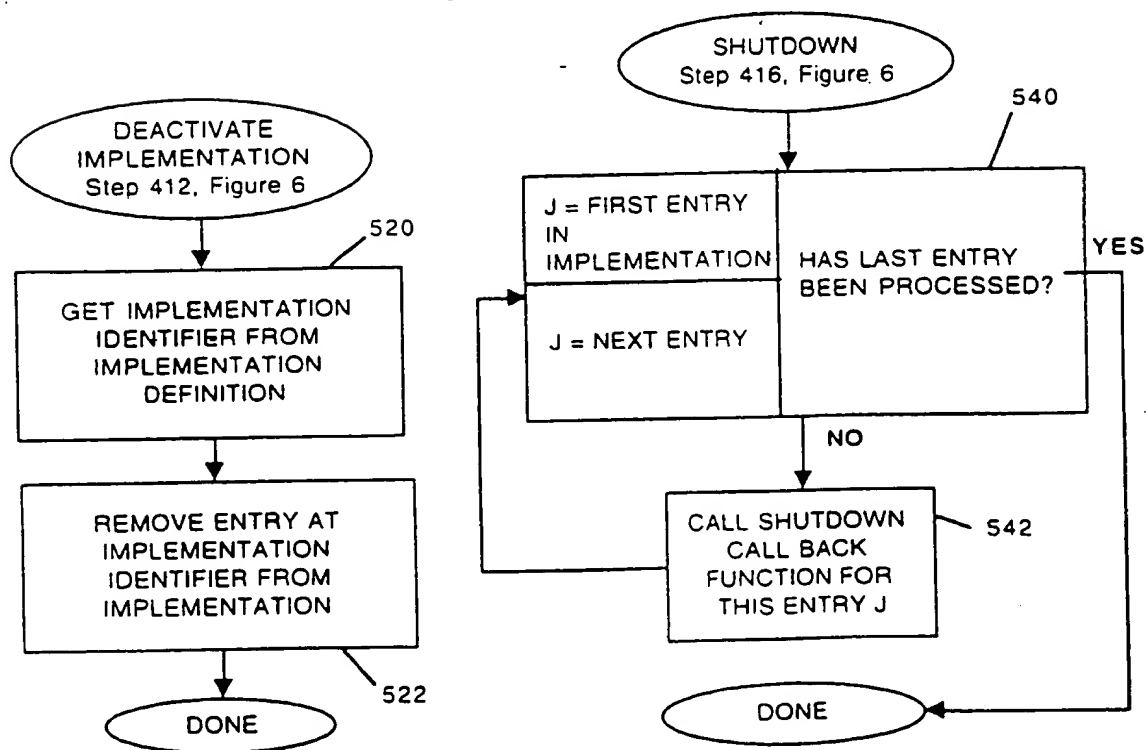 DEACTIVATE
IMPLEMENTATION
Step 412, Figure 6
520
GET IMPLEMENTATION
IDENTIFIER FROM
IMPLEMENTATION
DEFINITION
REMOVE ENTRY AT
IMPLEMENTATION
IDENTIFIER FROM
IMPLEMENTATION
522
DONE
SHUTDOWN
Step 416, Figure. 6
540
J = FIRST ENTRY
IN
IMPLEMENTATION
J = NEXT ENTRY
HAS LAST ENTRY
BEEN PROCESSED?
YES
NO
CALL SHUTDOWN
CALL BACK
FUNCTION FOR
THIS ENTRY J
542
DONE